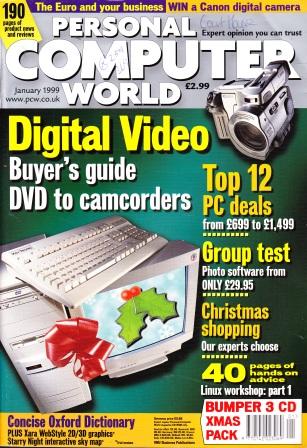 190
pages of
product news
and reviews
The Euro and your business
WIN a Canon digital camera
Expert opinion you can trust
PERSONAL
COMPUTER
WORLD
January 1999
www.pcw.co.uk
£2.99
Digital Video
Buyer's guide
DVD to camcorders
Top 12
PC deals
from £699 to £1,499
Group test
Photo software from
ONLY £29.95
Christmas
shopping
Our experts choose
40 pages of
hands on
advice
Linux workshop: part 1
BUMPER 3 CD
XMAS
PACK
Concise Oxford Dictionary
PLUS Xara WebStyle 2D/3D graphics*
Starry Night interactive sky map*